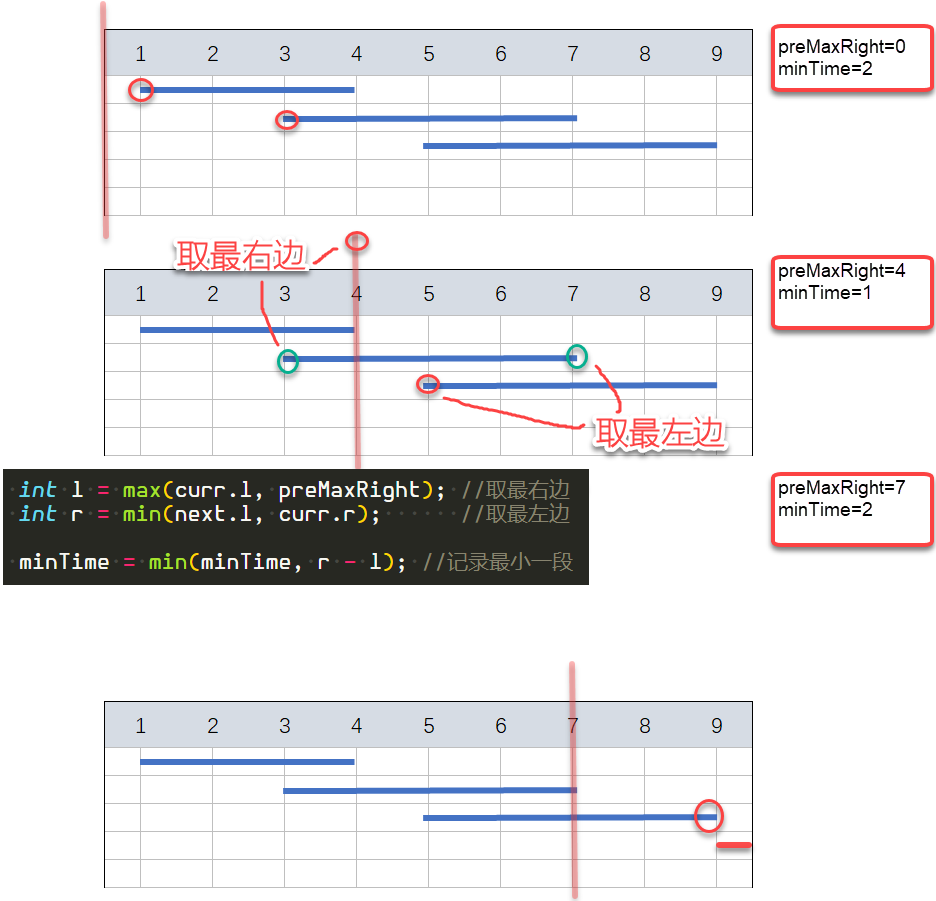 1 2 3 4 5 6 7 8 9
preMaxRight=0
minTime=2
取最右边
1 2 3 4 5 6 7 8 9
preMaxRight=4
minTime=1
取最左边
int l = max(curr.l, preMaxRight); //取最右边
int r = min(next.l, curr.r); //取最左边
minTime = min(minTime, r - l); //记录最小一段
preMaxRight=7
minTime=2
1 2 3 4 5 6 7 8 9